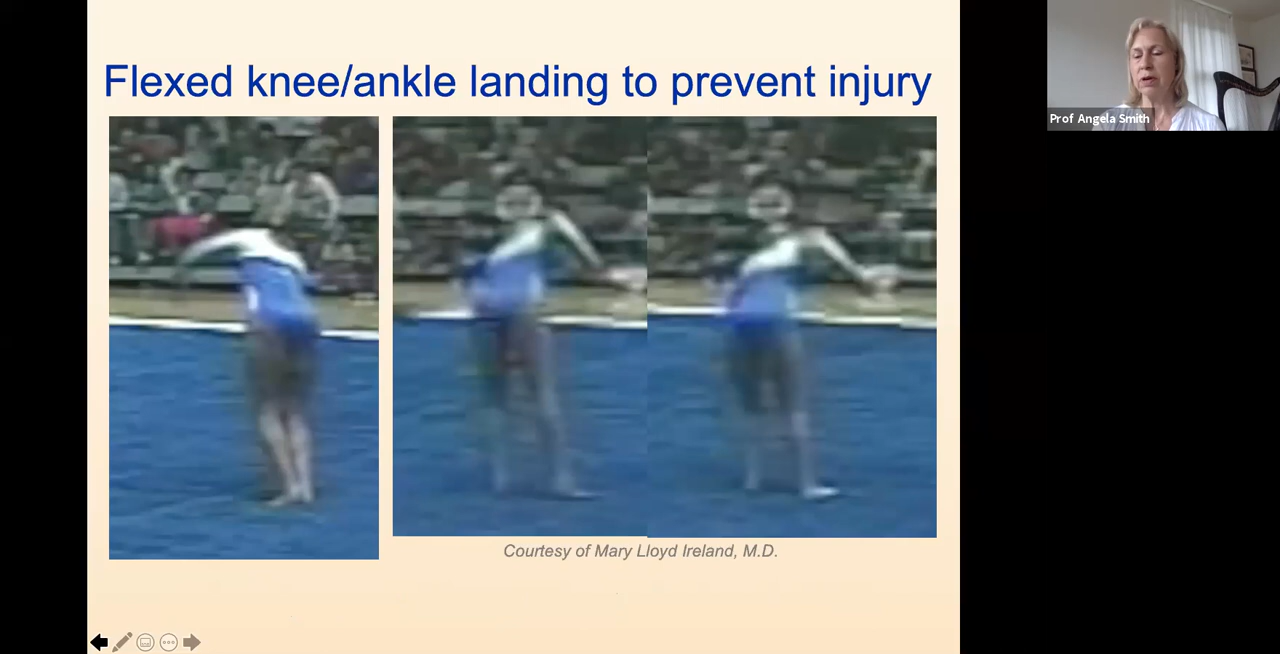 Flexed knee/ankle landing to prevent injury
Prof Angela Smith
Courtesy of Mary Lloyd Ireland, M.D.